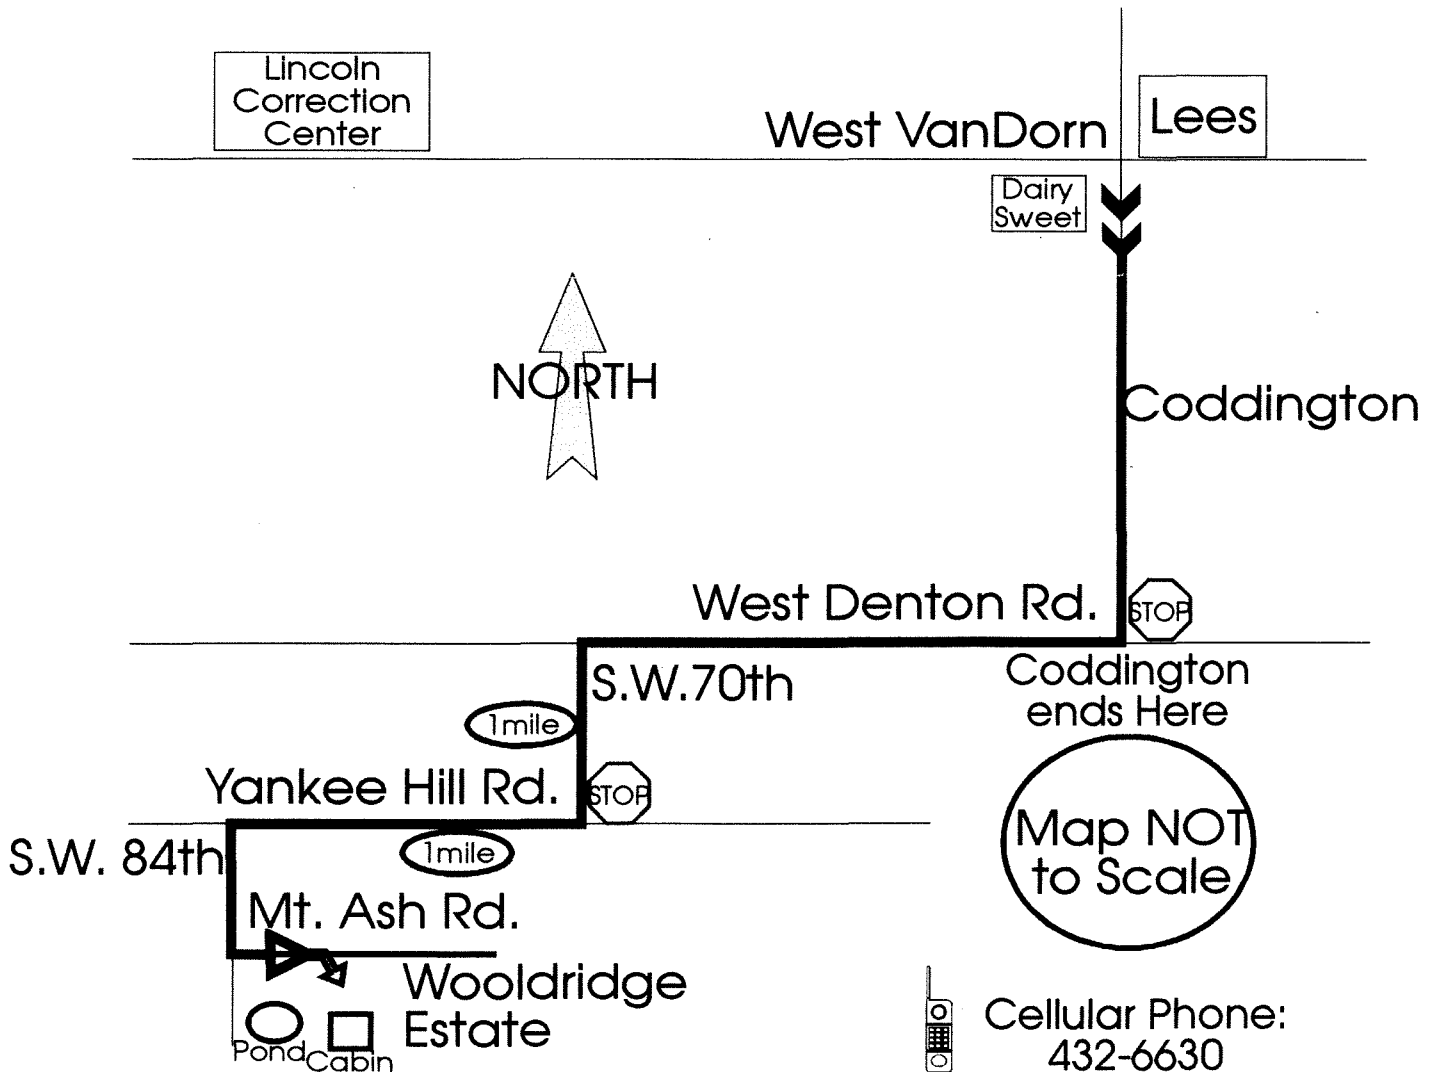 Lincoln
Correction
Center
West VanDorn
Lees
Dairy
Sweet
NORTH
Coddington
West Denton Rd.
STOP
S.W.70th
Coddington
ends Here
1mile
Yankee Hill Rd.
STOP
Map NOT
to Scale
S.W. 84th
1mile
Mt. Ash Rd.
Wooldridge
Estate
Pond
Cabin
Cellular Phone:
432-6630